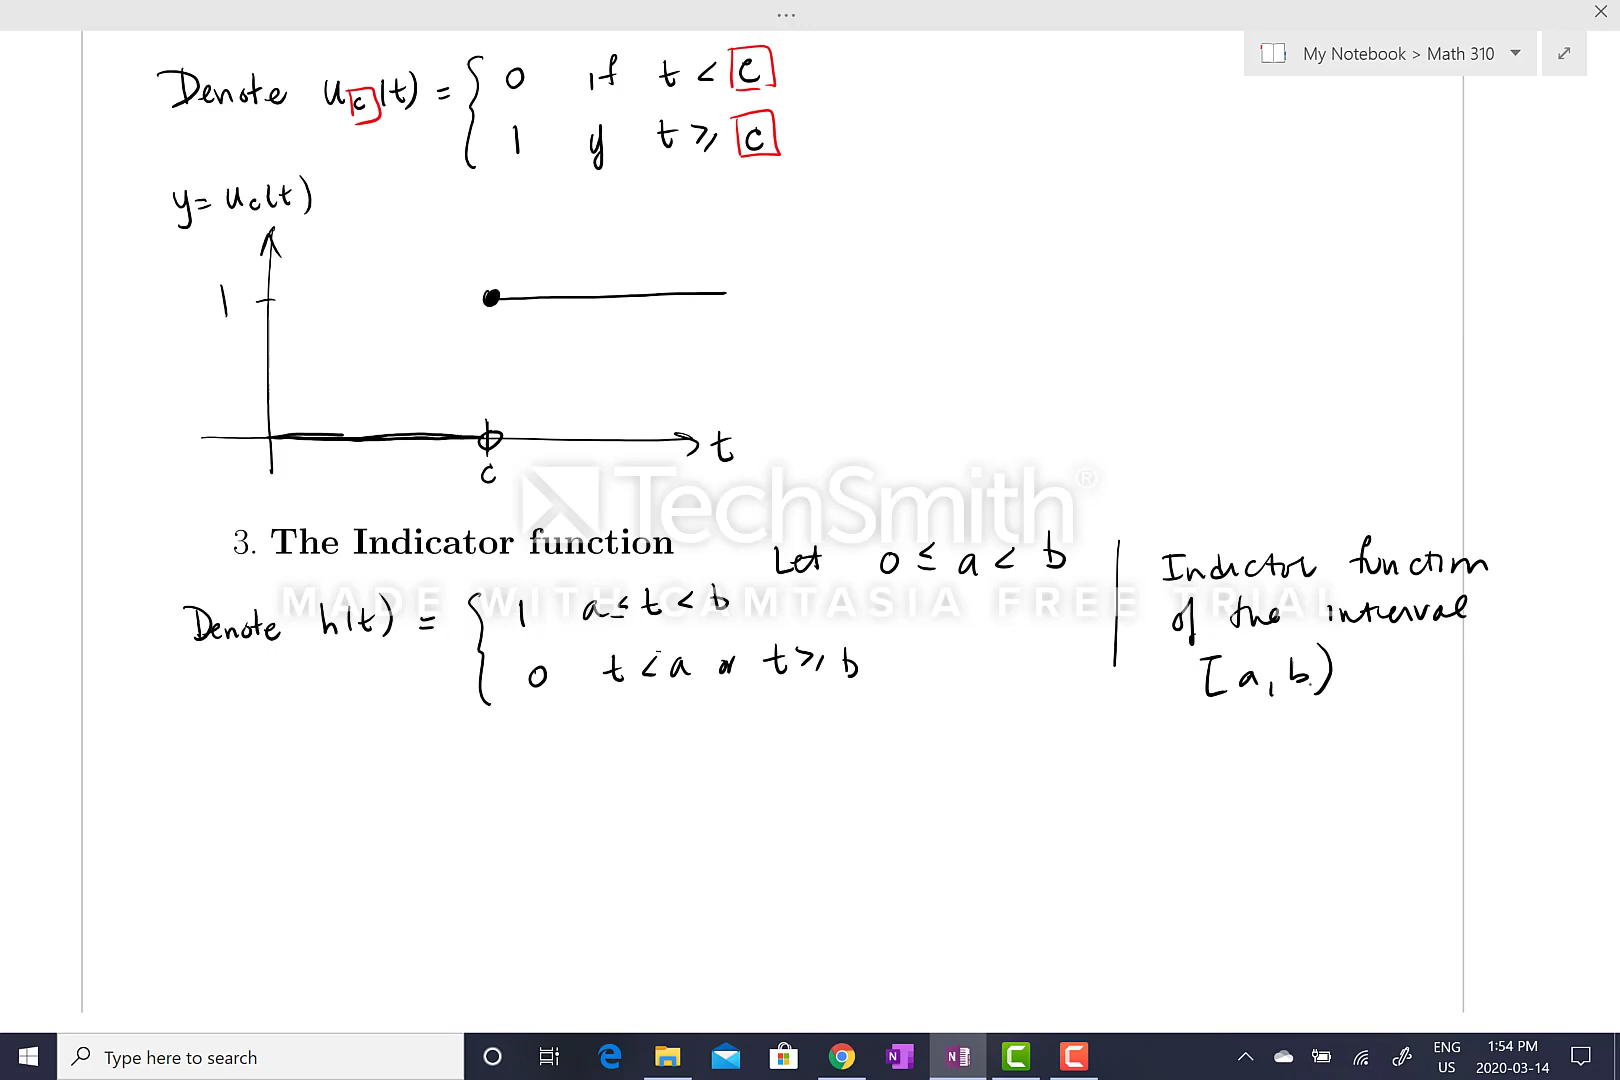 ...
My Notebook > Math 310
Denote u_c(t) = { 0 if t < c
1 if t ≥ c
y = u_c(t)
1
t
c
TechSmith®
3. The Indicator function
Let 0 ≤ a < b
Indictor function
of the interval
[a, b)
MADE WITH CAMTASIA FREE TRIAL
Denote h(t) = { 1 a ≤ t < b
0 t < a or t ≥ b
Type here to search
ENG
US
1:54 PM
2020-03-14